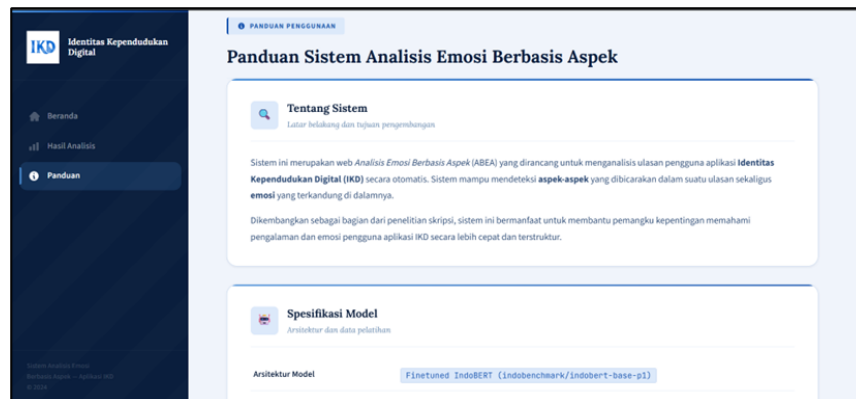 IKD
Identitas Kependudukan
Digital
Beranda
Hasil Analisis
Panduan
Sistem Analisis Emosi
Berbasis Aspek — Aplikasi IKD
PANDUAN PENGGUNAAN
Panduan Sistem Analisis Emosi Berbasis Aspek
Tentang Sistem
Latar belakang dan tujuan pengembangan
Sistem ini merupakan web Analisis Emosi Berbasis Aspek (ABEA) yang dirancang untuk menganalisis ulasan pengguna aplikasi Identitas
Kependudukan Digital (IKD) secara otomatis. Sistem mampu mendeteksi aspek-aspek yang dibicarakan dalam suatu ulasan sekaligus
emosi yang terkandung di dalamnya.
Dikembangkan sebagai bagian dari penelitian skripsi, sistem ini bermanfaat untuk membantu pemangku kepentingan memahami
pengalaman dan emosi pengguna aplikasi IKD secara lebih cepat dan terstruktur.
Spesifikasi Model
Arsitektur dan data pelatihan
Arsitektur Model
Finetuned IndoBERT (indobenchmark/indobert-base-p1)